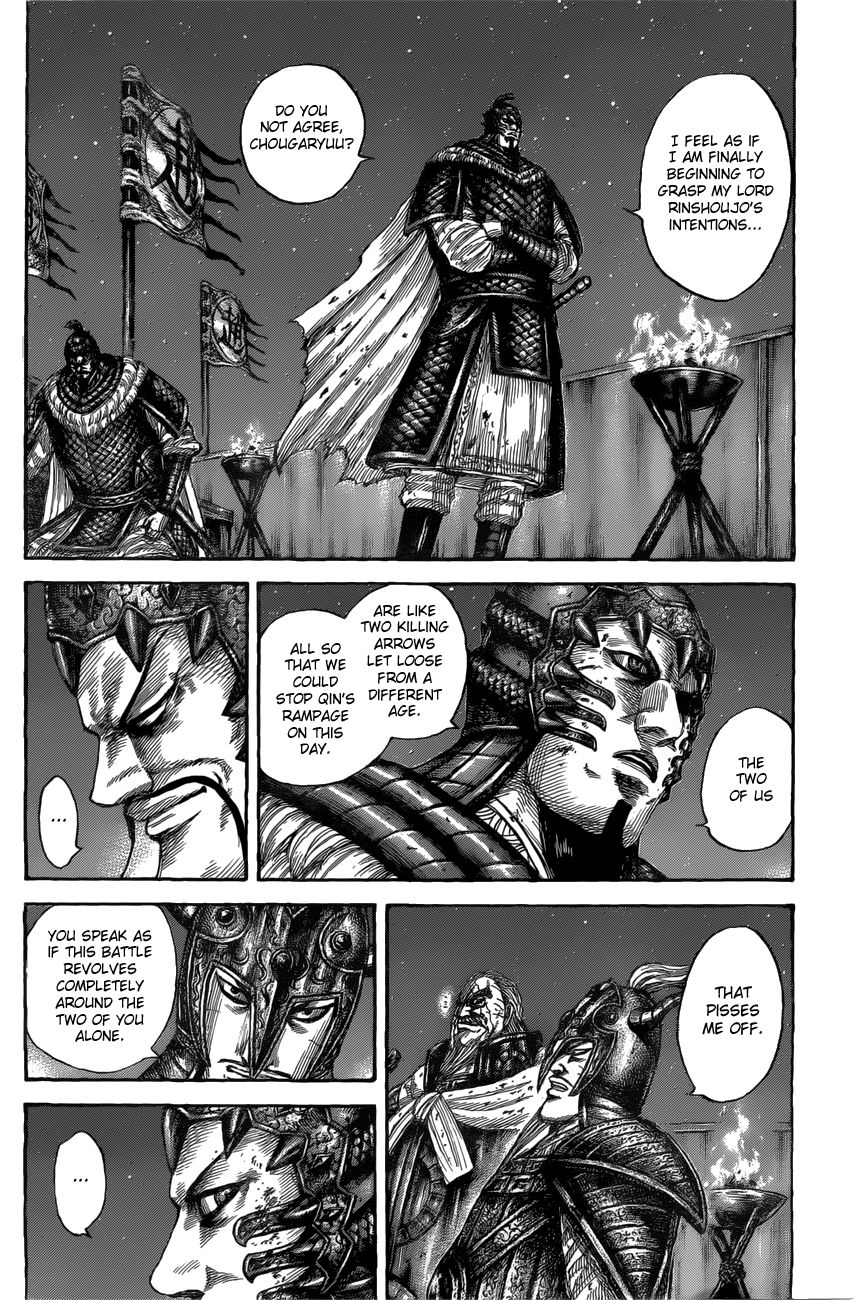 I FEEL AS IF
I AM FINALLY
BEGINNING TO
GRASP MY LORD
RINSHOUJO'S
INTENTIONS...
DO YOU
NOT AGREE,
CHOUGARYUU?
趙
趙
THE
TWO
OF US
ARE LIKE
TWO KILLING
ARROWS
LET LOOSE
FROM A
DIFFERENT
AGE.
ALL SO
THAT WE
COULD
STOP QIN'S
RAMPAGE
ON THIS
DAY.
...
THAT
PISSES
ME OFF.
YOU SPEAK AS
IF THIS BATTLE
REVOLVES
COMPLETELY
AROUND THE
TWO OF YOU
ALONE.
...